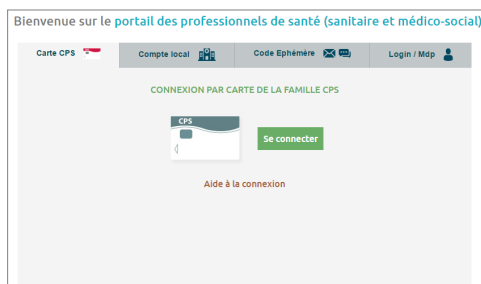 Bienvenue sur le portail des professionnels de santé (sanitaire et médico-social)
Carte CPS Compte local Code Ephémère Login / Mdp
CONNEXION PAR CARTE DE LA FAMILLE CPS
CPS
Se connecter
Aide à la connexion